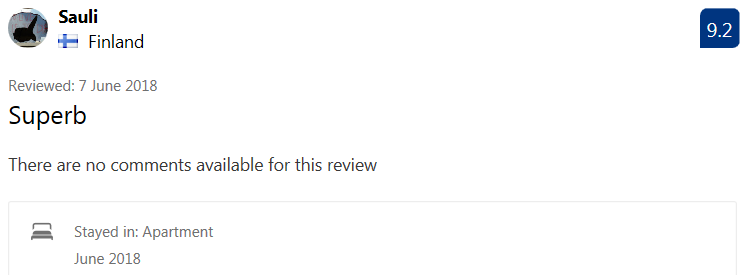 Sauli
Finland
9.2
Reviewed: 7 June 2018
Superb
There are no comments available for this review
Stayed in: Apartment
June 2018